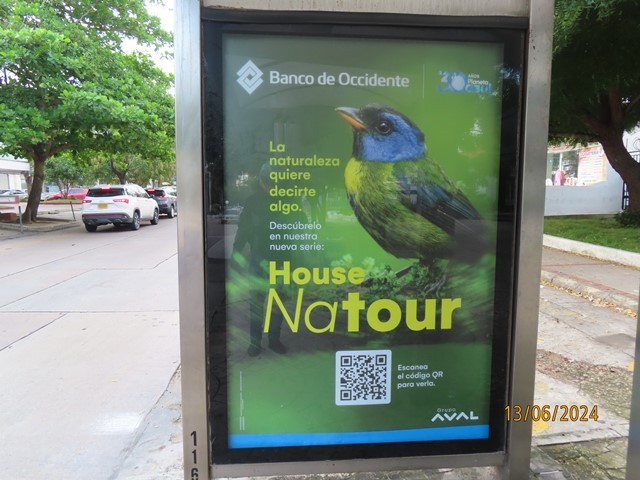 Banco de Occidente
La
naturaleza
quiere
decirte
algo.
Descúbrelo
en nuestra
nueva serie:
House
Natour
Escanea
el código QR
para verla.
Grupo
AVAL
13/06/2024
116